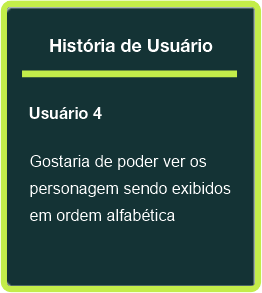 História de Usuário
Usuário 4
Gostaria de poder ver os
personagem sendo exibidos
em ordem alfabética